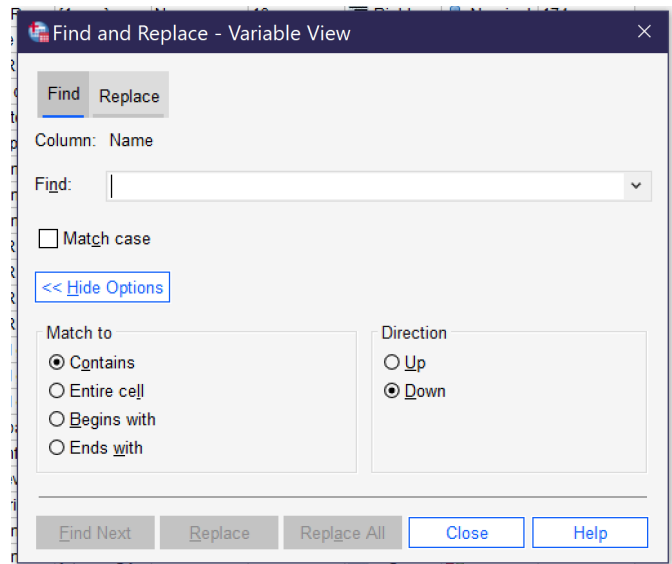 Find and Replace - Variable View
Find Replace
Column: Name
Find:
Match case
<< Hide Options
Match to
Contains
Entire cell
Begins with
Ends with
Direction
Up
Down
Find Next Replace Replace All Close Help